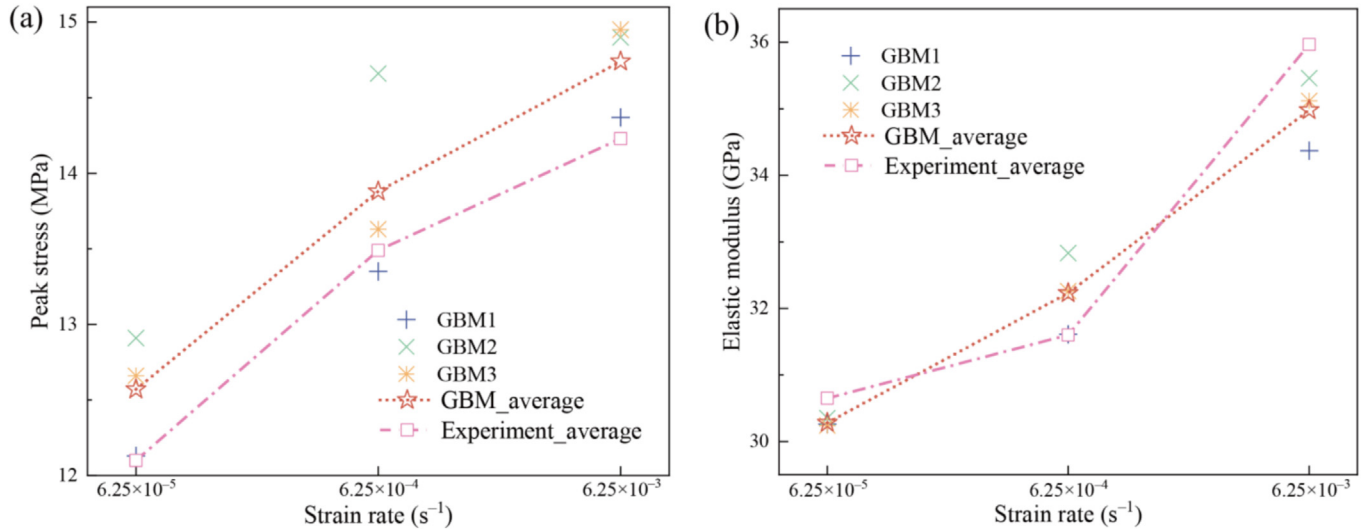 (a)
Peak stress (MPa)
15
14
13
12
GBM1
GBM2
GBM3
GBM_average
Experiment_average
6.25×10⁻⁵
6.25×10⁻⁴
6.25×10⁻³
Strain rate (s⁻¹)
(b)
Elastic modulus (GPa)
36
34
32
30
GBM1
GBM2
GBM3
GBM_average
Experiment_average
6.25×10⁻⁵
6.25×10⁻⁴
6.25×10⁻³
Strain rate (s⁻¹)